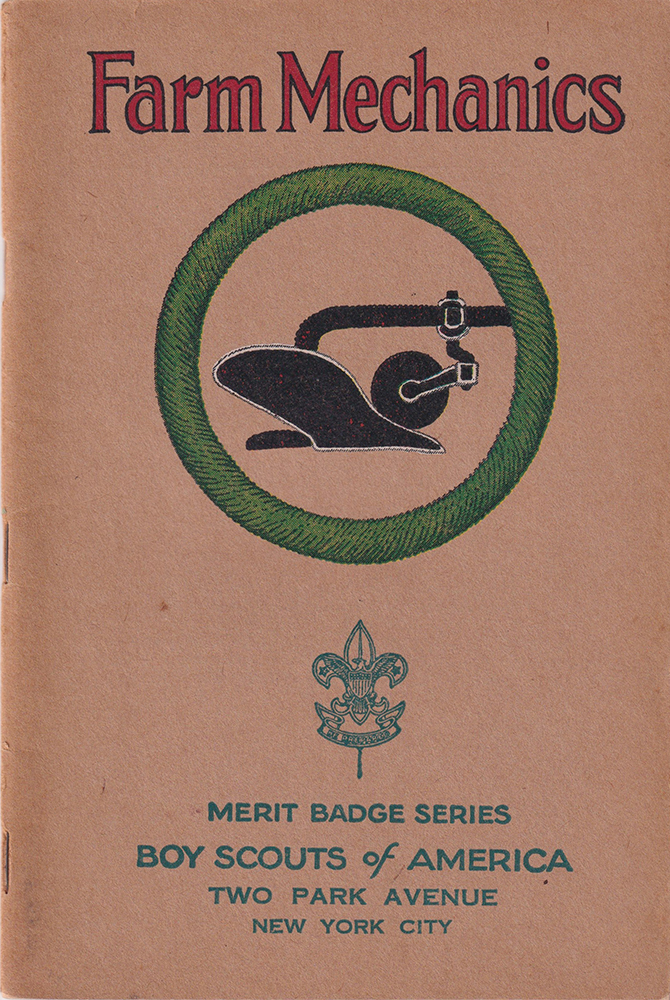 Farm Mechanics
BE PREPARED
MERIT BADGE SERIES
BOY SCOUTS of AMERICA
TWO PARK AVENUE
NEW YORK CITY